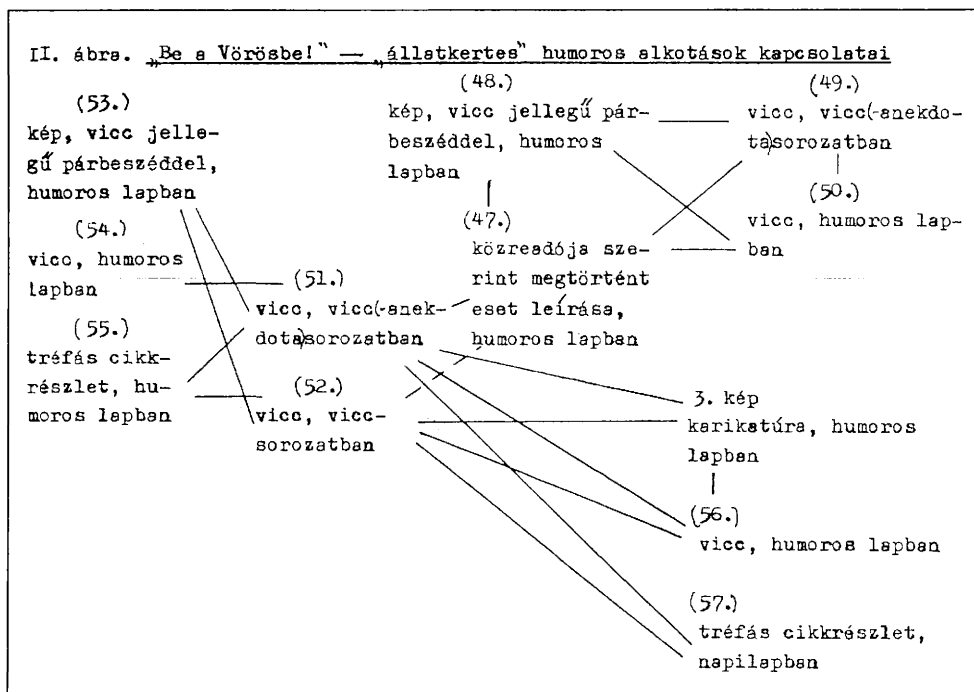 II. ábra. „Be a Vörösbe!" — „állatkertes" humoros alkotások kapcsolatai
(53.)
kép, vicc jelle-
gű párbeszéddel,
humoros lapban
(54.)
vicc, humoros
lapban
(55.)
tréfás cikk-
részlet, hu-
moros lapban
(51.)
vicc, vicc(-anek-
dota)sorozatban
(52.)
vicc, vicc-
sorozatban
(48.)
kép, vicc jellegű pár-
beszéddel, humoros
lapban
(47.)
közreadója sze-
rint megtörtént
eset leírása,
humoros lapban
(49.)
vicc, vicc(-anekdo-
ta)sorozatban
(50.)
vicc, humoros lap-
ban
3. kép
karikatúra, humoros
lapban
(56.)
vicc, humoros lapban
(57.)
tréfás cikkrészlet,
napilapban